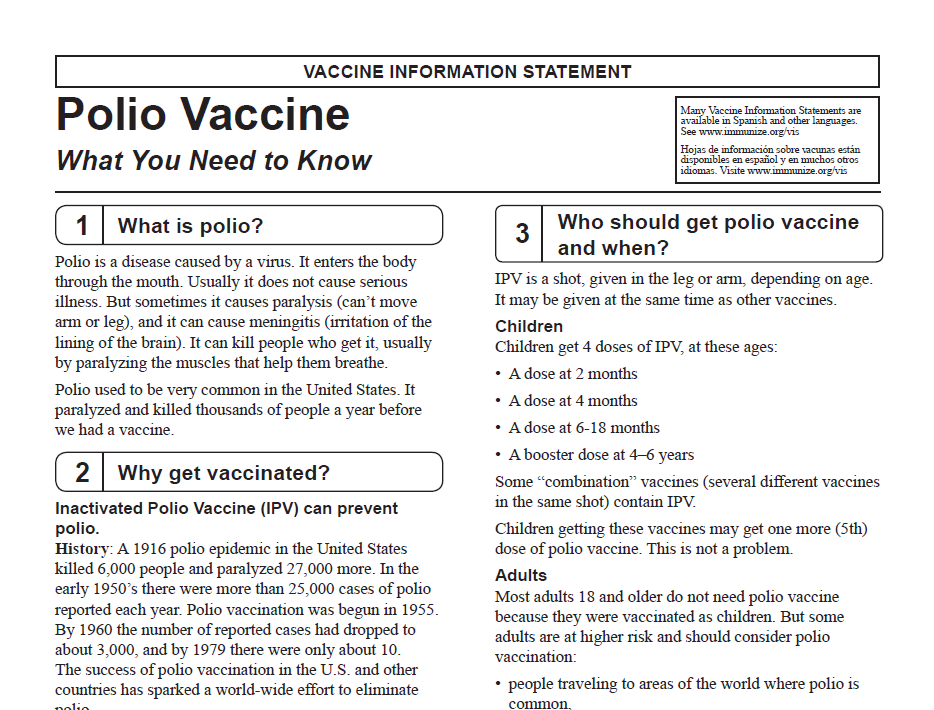 VACCINE INFORMATION STATEMENT
Polio Vaccine
What You Need to Know
Many Vaccine Information Statements are
available in Spanish and other languages.
See www.immunize.org/vis
Hojas de información sobre vacunas están
disponibles en español y en muchos otros
idiomas. Visite www.immunize.org/vis
1 What is polio?
Polio is a disease caused by a virus. It enters the body
through the mouth. Usually it does not cause serious
illness. But sometimes it causes paralysis (can’t move
arm or leg), and it can cause meningitis (irritation of the
lining of the brain). It can kill people who get it, usually
by paralyzing the muscles that help them breathe.
Polio used to be very common in the United States. It
paralyzed and killed thousands of people a year before
we had a vaccine.
2 Why get vaccinated?
Inactivated Polio Vaccine (IPV) can prevent
polio.
History: A 1916 polio epidemic in the United States
killed 6,000 people and paralyzed 27,000 more. In the
early 1950’s there were more than 25,000 cases of polio
reported each year. Polio vaccination was begun in 1955.
By 1960 the number of reported cases had dropped to
about 3,000, and by 1979 there were only about 10.
The success of polio vaccination in the U.S. and other
countries has sparked a world-wide effort to eliminate
polio.
3 Who should get polio vaccine
and when?
IPV is a shot, given in the leg or arm, depending on age.
It may be given at the same time as other vaccines.
Children
Children get 4 doses of IPV, at these ages:
• A dose at 2 months
• A dose at 4 months
• A dose at 6-18 months
• A booster dose at 4–6 years
Some “combination” vaccines (several different vaccines
in the same shot) contain IPV.
Children getting these vaccines may get one more (5th)
dose of polio vaccine. This is not a problem.
Adults
Most adults 18 and older do not need polio vaccine
because they were vaccinated as children. But some
adults are at higher risk and should consider polio
vaccination:
• people traveling to areas of the world where polio is
common,